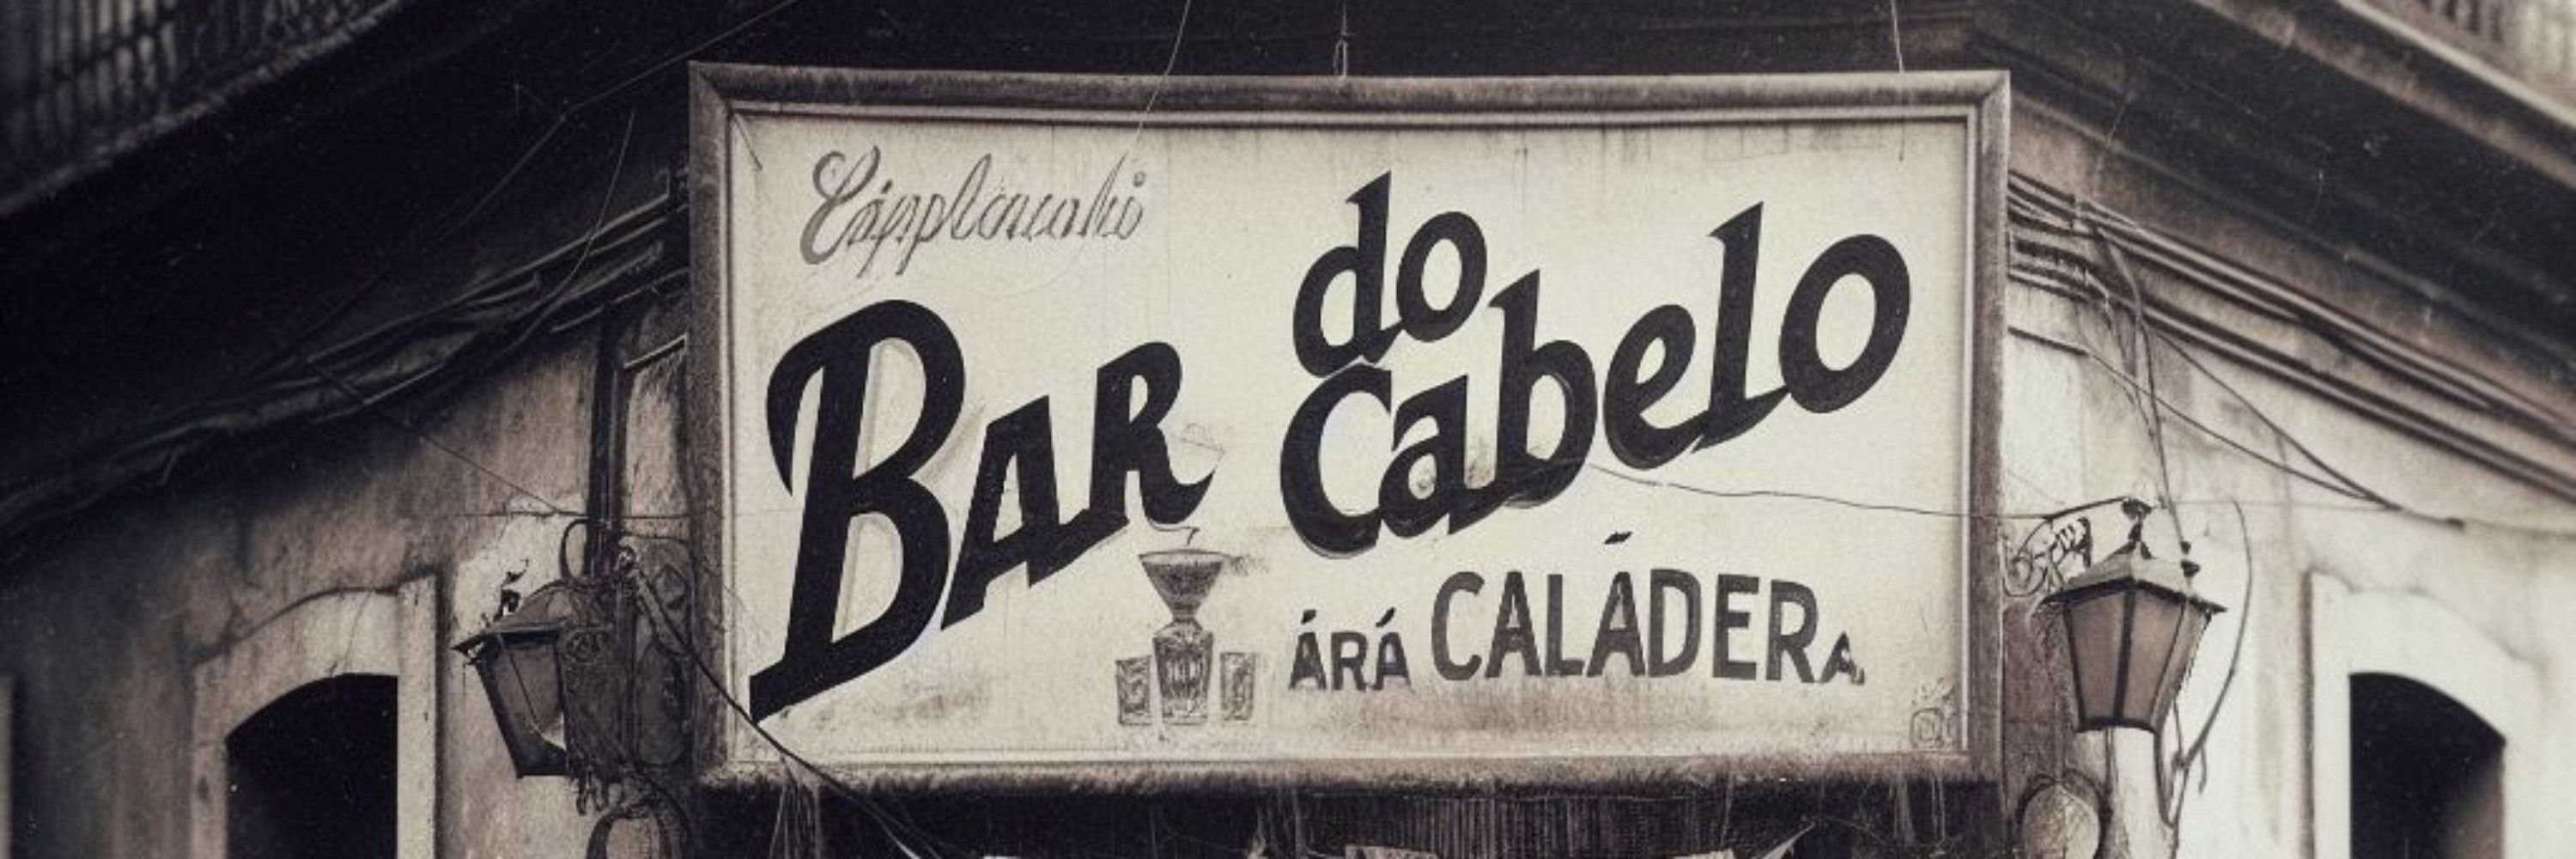 BAR do
Cabelo
ÁRÁ CALÁDERA